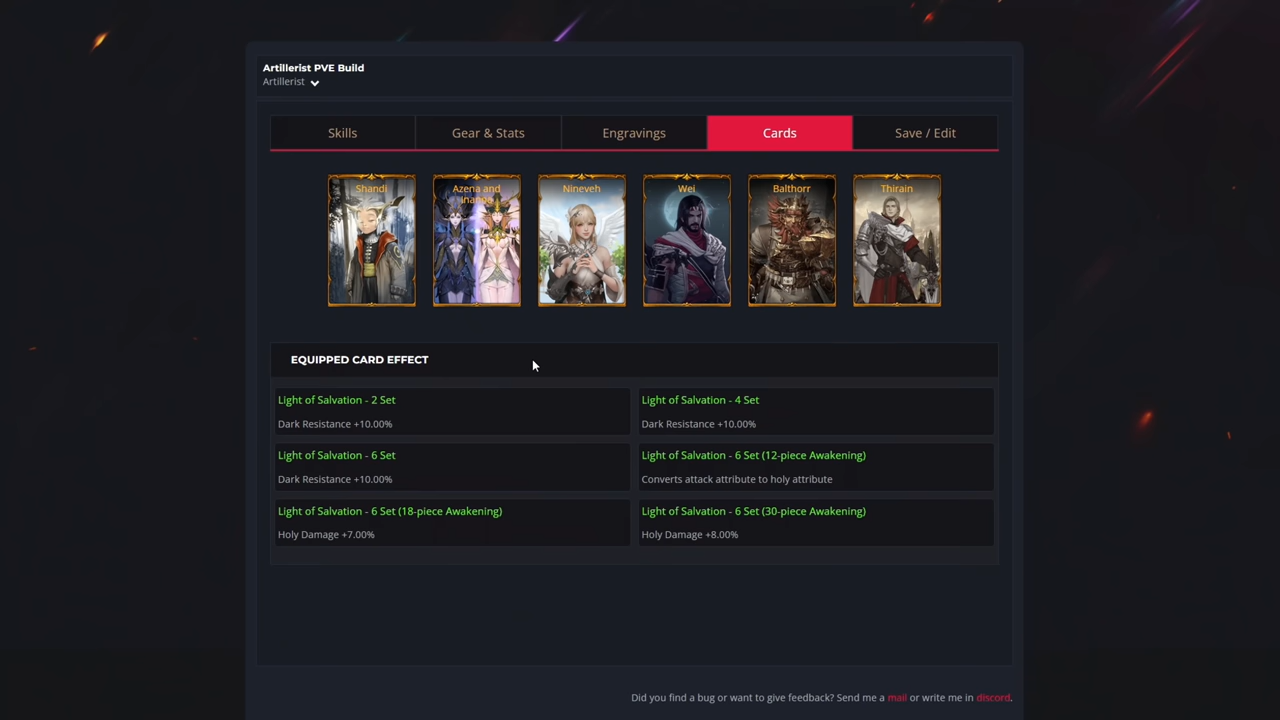 Artillerist PVE Build
Artillerist
Skills
Gear & Stats
Engravings
Cards
Save / Edit
Shandi
Azena and
Inanna
Nineveh
Wei
Balthorr
Thirain
EQUIPPED CARD EFFECT
Light of Salvation - 2 Set
Dark Resistance +10.00%
Light of Salvation - 4 Set
Dark Resistance +10.00%
Light of Salvation - 6 Set
Dark Resistance +10.00%
Light of Salvation - 6 Set (12-piece Awakening)
Converts attack attribute to holy attribute
Light of Salvation - 6 Set (18-piece Awakening)
Holy Damage +7.00%
Light of Salvation - 6 Set (30-piece Awakening)
Holy Damage +8.00%
Did you find a bug or want to give feedback? Send me a mail or write me in discord.